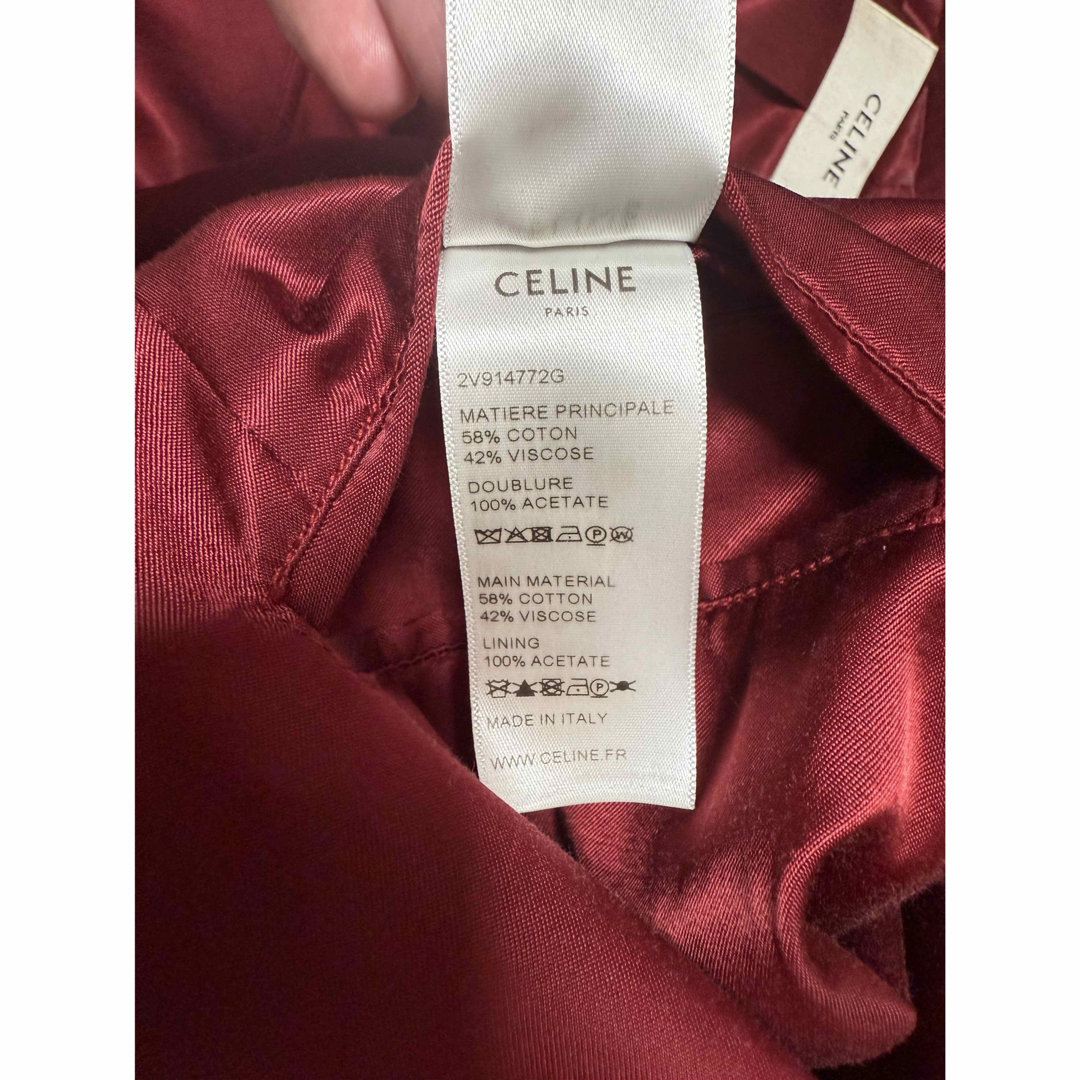 CELINE
PARIS
CELINE
PARIS
2V914772G
MATIERE PRINCIPALE
58% COTON
42% VISCOSE
DOUBLURE
100% ACETATE
MAIN MATERIAL
58% COTTON
42% VISCOSE
LINING
100% ACETATE
MADE IN ITALY
WWW.CELINE.FR